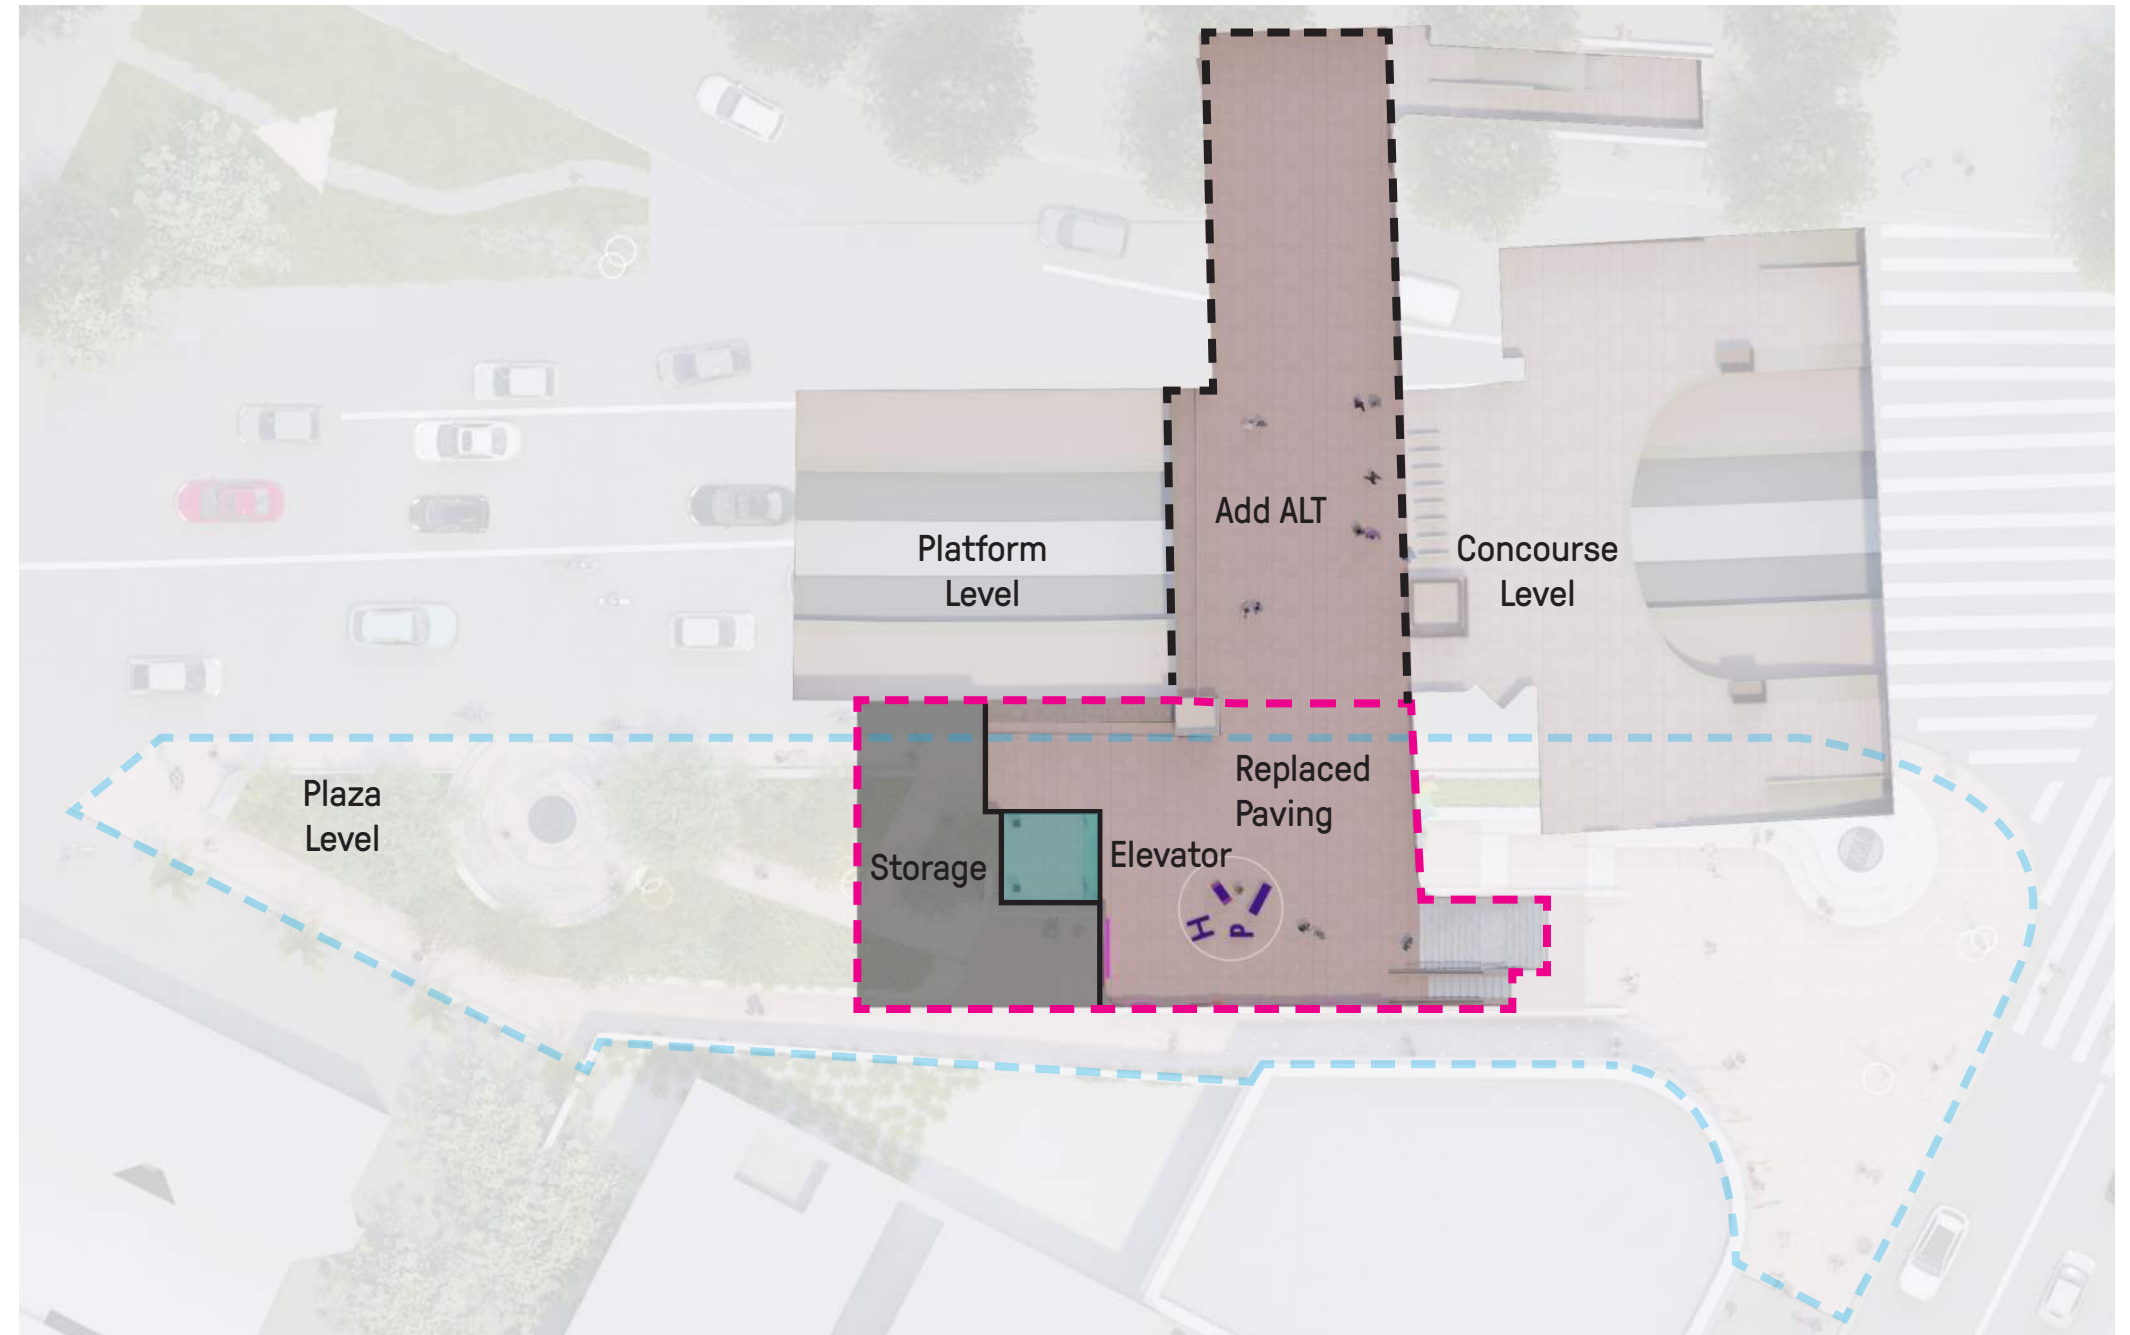 Add ALT
Platform
Level
Concourse
Level
Replaced
Paving
Plaza
Level
Elevator
Storage
H
P